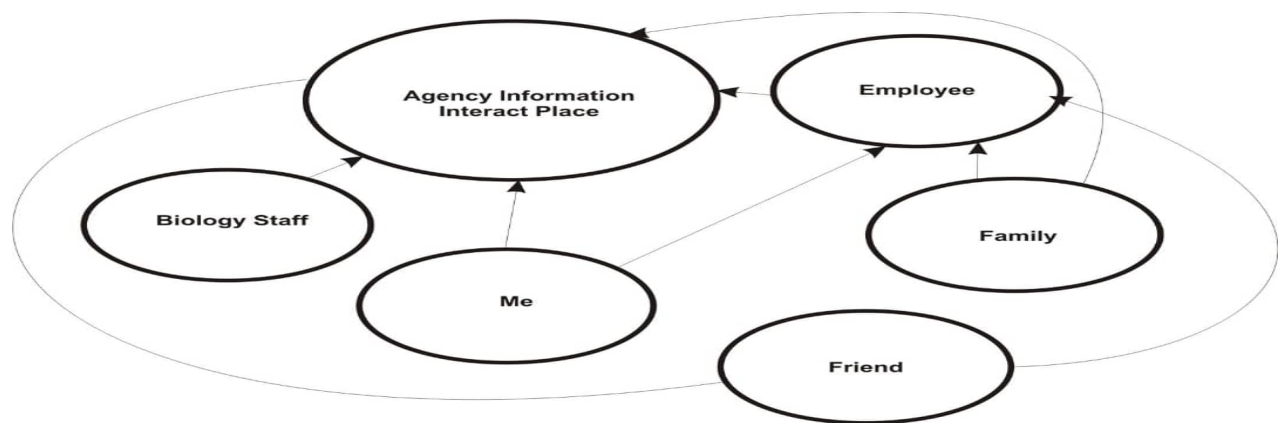 Agency Information
Interact Place
Employee
Biology Staff
Family
Me
Friend